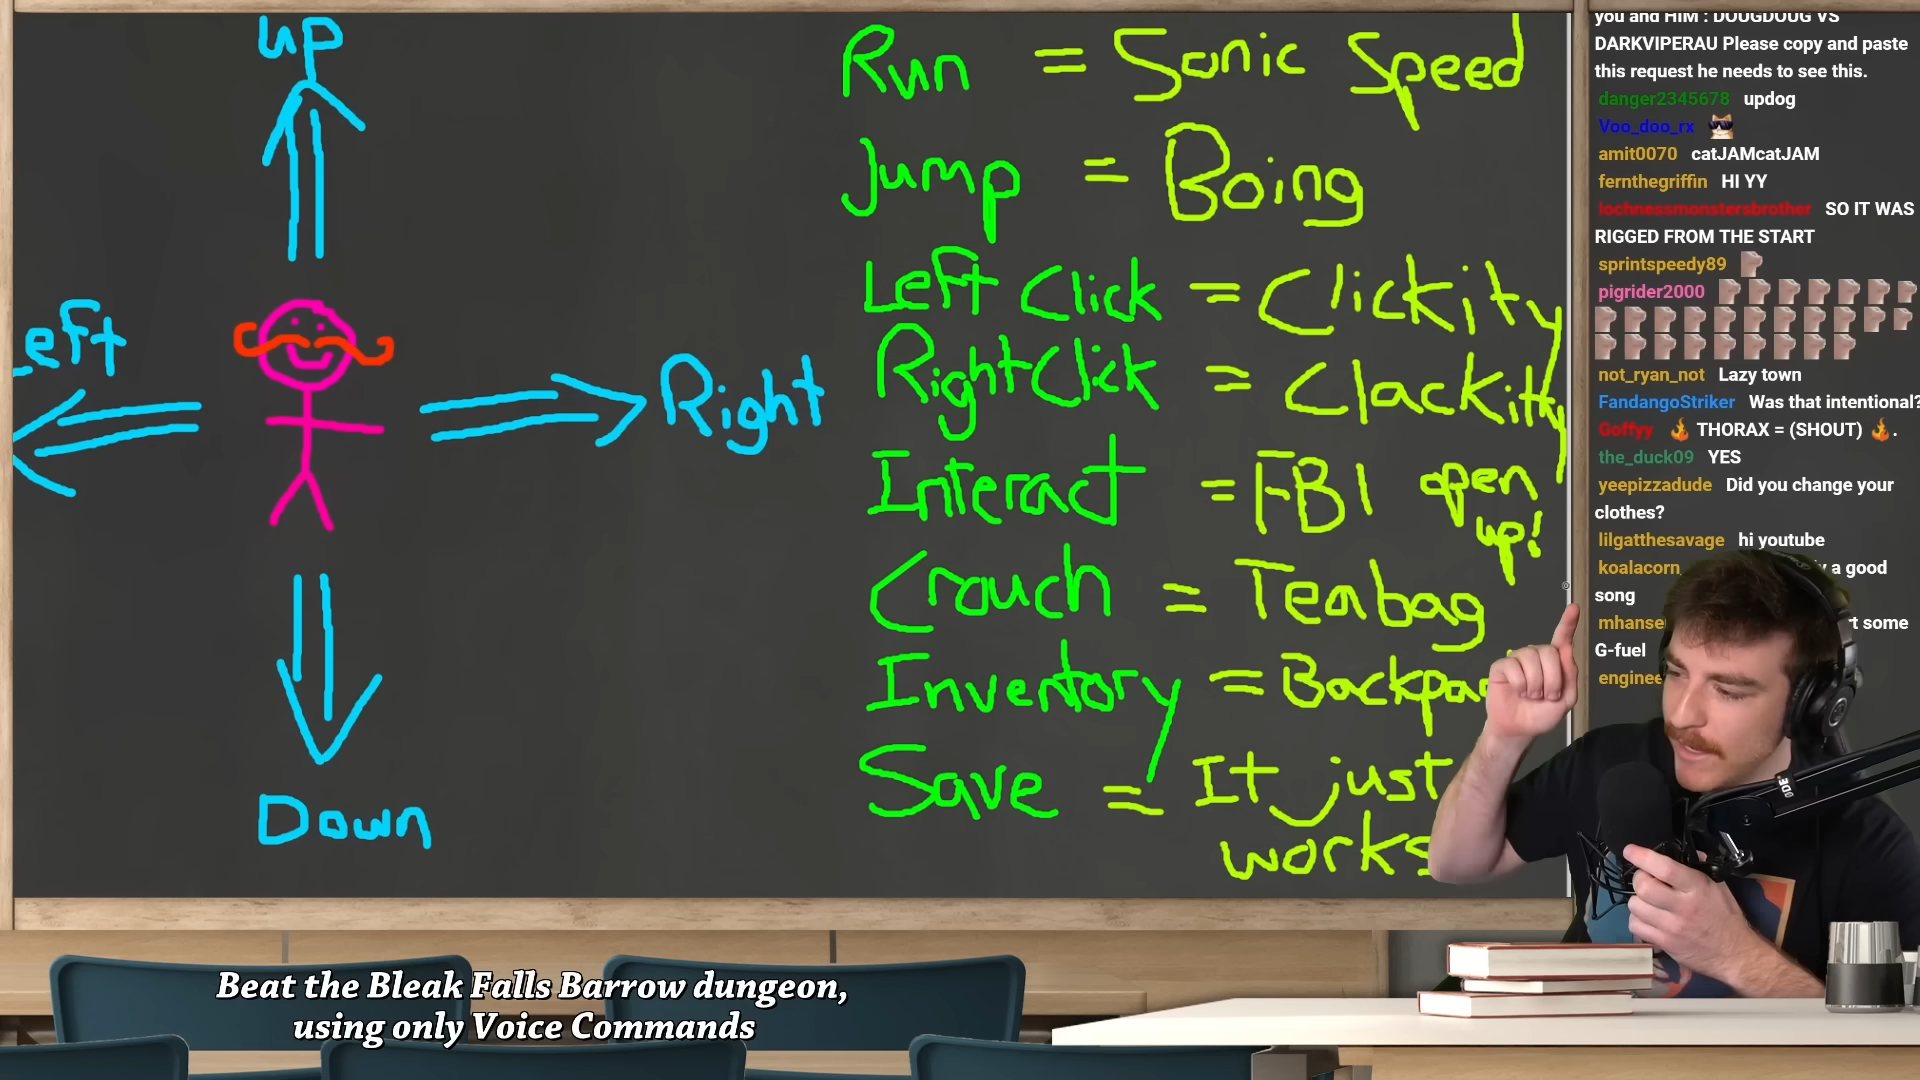 up
Left
Right
Down
Run = Sonic Speed
Jump = Boing
Left Click = Clickity
Right Click = Clackitty
Interact = FBI open
up!
Crouch = Teabag
Inventory = Backpa
Save = It just
works
Beat the Bleak Falls Barrow dungeon,
using only Voice Commands
you and HIM : DOUGDOUG VS
DARKVIPERAU Please copy and paste
this request he needs to see this.
danger2345678 updog
Voo_doo_rx
amit0070 catJAMcatJAM
fernthegriffin HI YY
lochnessmonstersbrother SO IT WAS
RIGGED FROM THE START
sprintspeedy89
pigrider2000
not_ryan_not Lazy town
FandangoStriker Was that intentional?
Goffyy THORAX = (SHOUT) .
the_duck09 YES
yeepizzadude Did you change your
clothes?
lilgatthesavage hi youtube
koalacorn a good
song
mhanse some
G-fuel
enginee